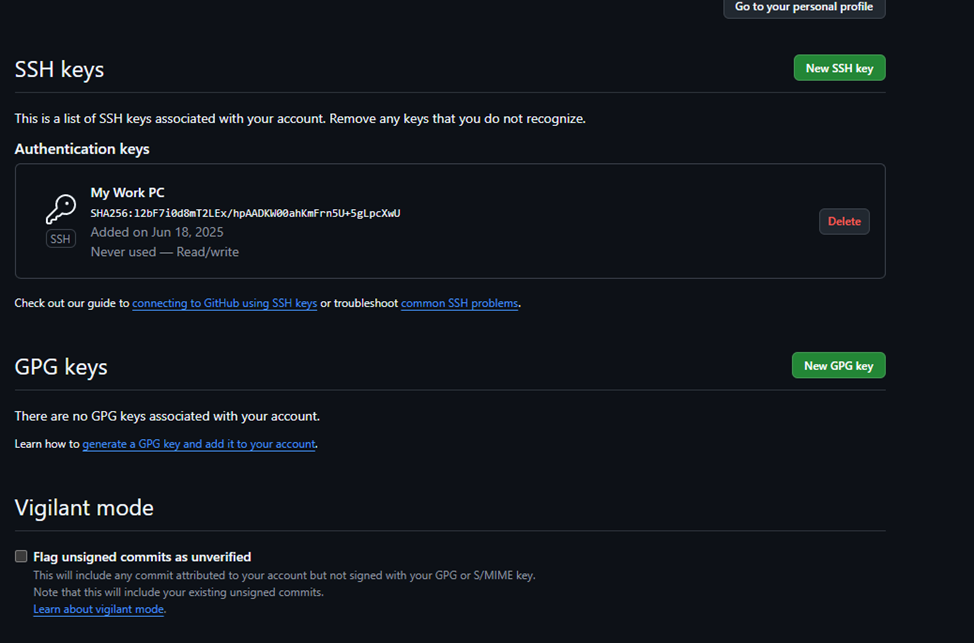 Go to your personal profile
SSH keys
New SSH key
This is a list of SSH keys associated with your account. Remove any keys that you do not recognize.
Authentication keys
My Work PC
SHA256:12bF7i0d8mT2LEx/hpAADKW00ahKmFrn5U+5gLpcXwU
SSH
Added on Jun 18, 2025
Never used — Read/write
Delete
Check out our guide to connecting to GitHub using SSH keys or troubleshoot common SSH problems.
GPG keys
New GPG key
There are no GPG keys associated with your account.
Learn how to generate a GPG key and add it to your account.
Vigilant mode
Flag unsigned commits as unverified
This will include any commit attributed to your account but not signed with your GPG or S/MIME key.
Note that this will include your existing unsigned commits.
Learn about vigilant mode.